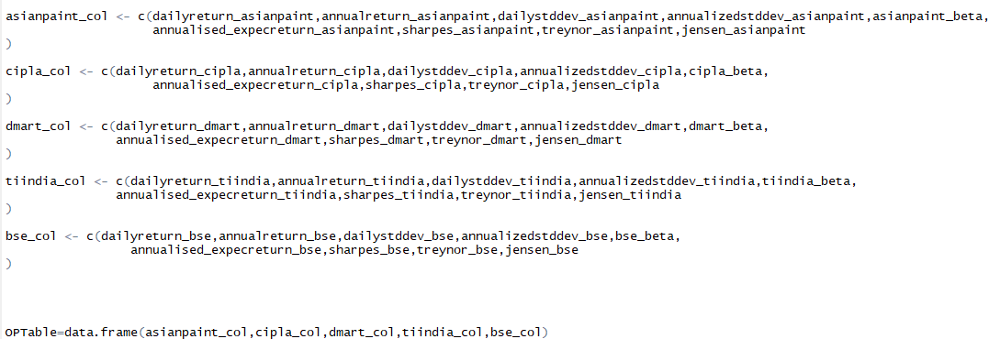 asianpaint_col <- c(dailyreturn_asianpaint,annualreturn_asianpaint,dailystddev_asianpaint,annualizedstddev_asianpaint,asianpaint_beta,
annualised_expecreturn_asianpaint,sharpes_asianpaint,treynor_asianpaint,jensen_asianpaint
)
cipla_col <- c(dailyreturn_cipla,annualreturn_cipla,dailystddev_cipla,annualizedstddev_cipla,cipla_beta,
annualised_expecreturn_cipla,sharpes_cipla,treynor_cipla,jensen_cipla
)
dmart_col <- c(dailyreturn_dmart,annualreturn_dmart,dailystddev_dmart,annualizedstddev_dmart,dmart_beta,
annualised_expecreturn_dmart,sharpes_dmart,treynor_dmart,jensen_dmart
)
tiindia_col <- c(dailyreturn_tiindia,annualreturn_tiindia,dailystddev_tiindia,annualizedstddev_tiindia,tiindia_beta,
annualised_expecreturn_tiindia,sharpes_tiindia,treynor_tiindia,jensen_tiindia
)
bse_col <- c(dailyreturn_bse,annualreturn_bse,dailystddev_bse,annualizedstddev_bse,bse_beta,
annualised_expecreturn_bse,sharpes_bse,treynor_bse,jensen_bse
)
OPTable=data.frame(asianpaint_col,cipla_col,dmart_col,tiindia_col,bse_col)